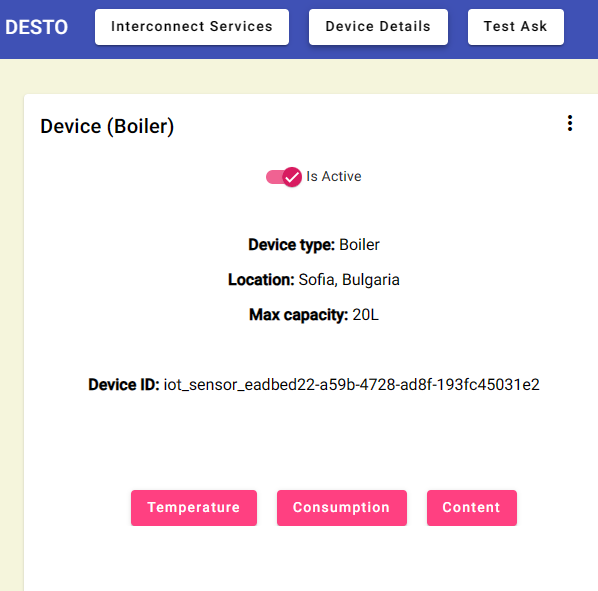 DESTO Interconnect Services Device Details Test Ask
Device (Boiler)
Is Active
Device type: Boiler
Location: Sofia, Bulgaria
Max capacity: 20L
Device ID: iot_sensor_eadbed22-a59b-4728-ad8f-193fc45031e2
Temperature Consumption Content